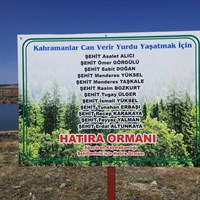 Kahramanlar Can Verir Yurdu Yaşatmak İçin
ŞEHİT Asalet ALICI
ŞEHİT Ömer GÖRGÜLÜ
ŞEHİT Sabit DOĞAN
ŞEHİT Menderes YÜKSEL
ŞEHİT Menderes TAŞKALE
ŞEHİT Rasim BOZKURT
ŞEHİT Tugay ÜLGER
ŞEHİT İsmail YÜKSEL
ŞEHİT Tunahan ERBAŞI
ŞEHİT Recep KARAKAYA
ŞEHİT Feyyaz YALMAN
ŞEHİT Erdal ALTUNKAYA
HATIRA ORMANI